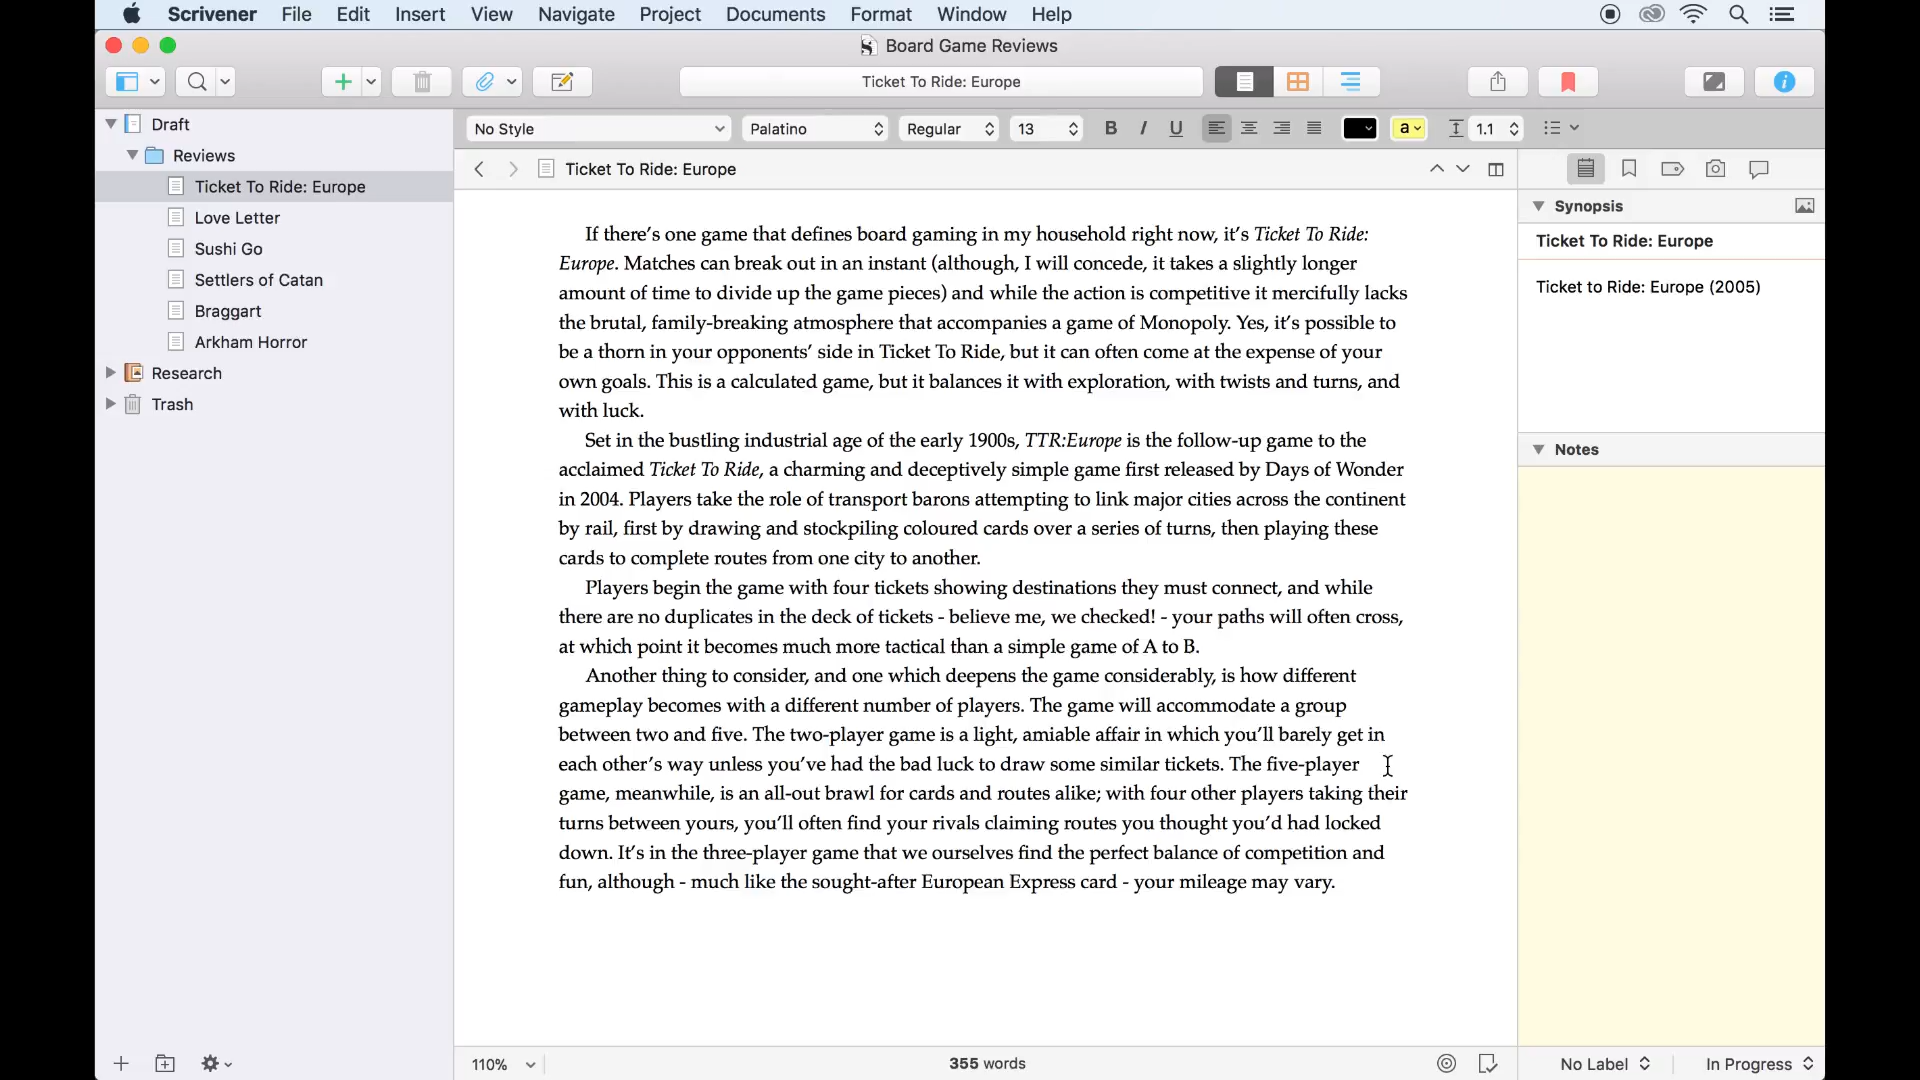 Scrivener File Edit Insert View Navigate Project Documents Format Window Help
Board Game Reviews
Ticket To Ride: Europe
No Style Palatino Regular 13 B I U a 1.1
Draft
Reviews
Ticket To Ride: Europe
Love Letter
Sushi Go
Settlers of Catan
Braggart
Arkham Horror
Research
Trash
Ticket To Ride: Europe
If there’s one game that defines board gaming in my household right now, it’s Ticket To Ride:
Europe. Matches can break out in an instant (although, I will concede, it takes a slightly longer
amount of time to divide up the game pieces) and while the action is competitive it mercifully lacks
the brutal, family-breaking atmosphere that accompanies a game of Monopoly. Yes, it’s possible to
be a thorn in your opponents’ side in Ticket To Ride, but it can often come at the expense of your
own goals. This is a calculated game, but it balances it with exploration, with twists and turns, and
with luck.
Set in the bustling industrial age of the early 1900s, TTR:Europe is the follow-up game to the
acclaimed Ticket To Ride, a charming and deceptively simple game first released by Days of Wonder
in 2004. Players take the role of transport barons attempting to link major cities across the continent
by rail, first by drawing and stockpiling coloured cards over a series of turns, then playing these
cards to complete routes from one city to another.
Players begin the game with four tickets showing destinations they must connect, and while
there are no duplicates in the deck of tickets - believe me, we checked! - your paths will often cross,
at which point it becomes much more tactical than a simple game of A to B.
Another thing to consider, and one which deepens the game considerably, is how different
gameplay becomes with a different number of players. The game will accommodate a group
between two and five. The two-player game is a light, amiable affair in which you’ll barely get in
each other’s way unless you’ve had the bad luck to draw some similar tickets. The five-player
game, meanwhile, is an all-out brawl for cards and routes alike; with four other players taking their
turns between yours, you’ll often find your rivals claiming routes you thought you’d had locked
down. It’s in the three-player game that we ourselves find the perfect balance of competition and
fun, although - much like the sought-after European Express card - your mileage may vary.
Synopsis
Ticket To Ride: Europe
Ticket to Ride: Europe (2005)
Notes
110% 355 words No Label In Progress